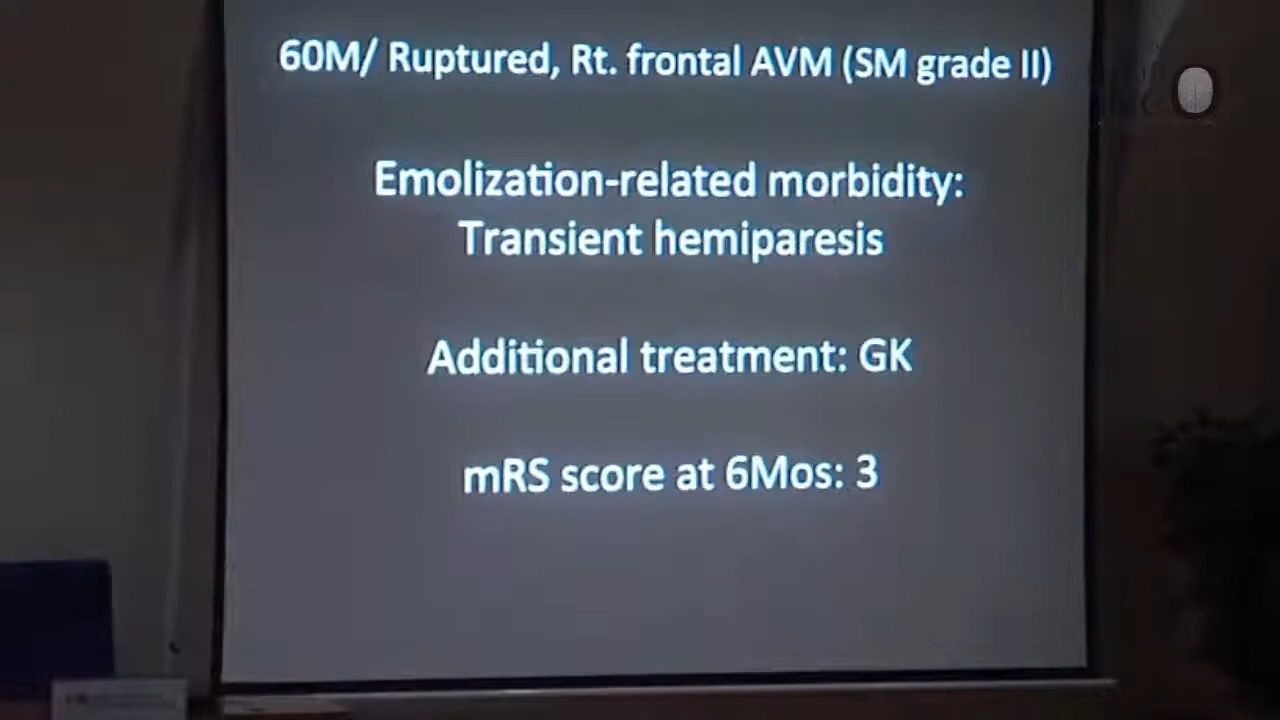 60M/ Ruptured, Rt. frontal AVM (SM grade II)
Emolization-related morbidity:
Transient hemiparesis
Additional treatment: GK
mRS score at 6Mos: 3